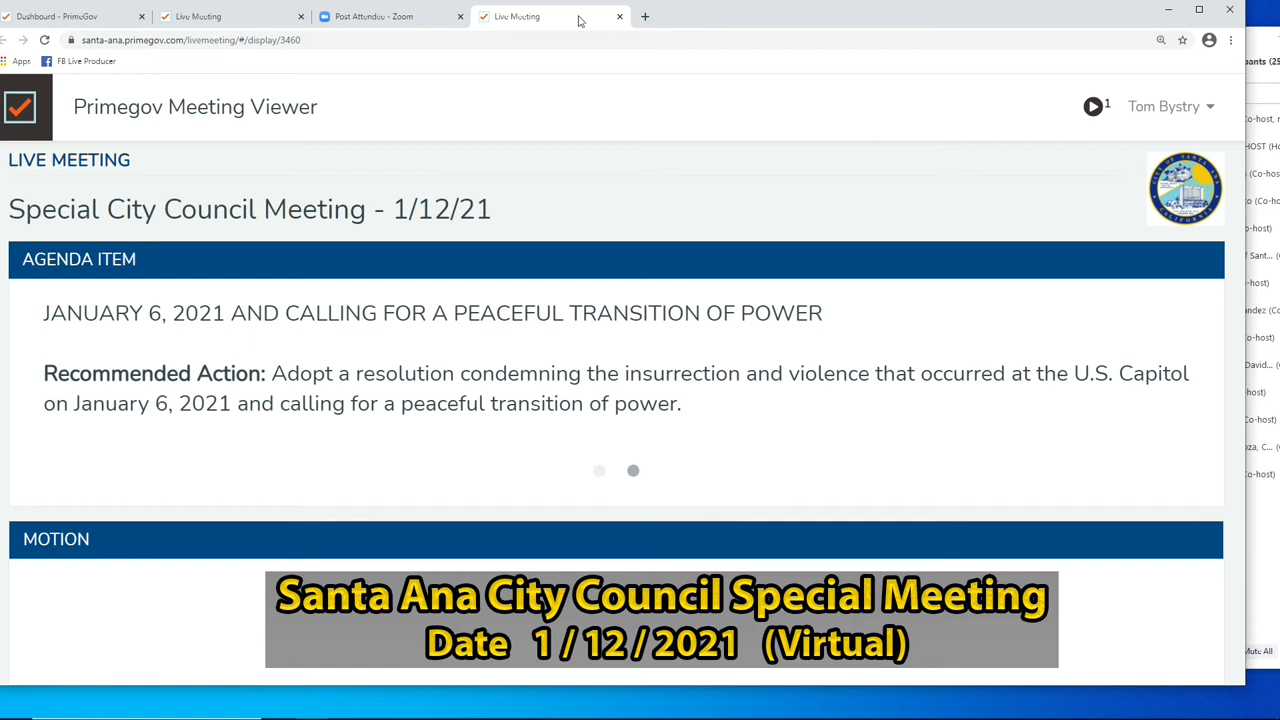 Dashboard - PrimeGov
Live Meeting
Post Attendee - Zoom
Live Meeting
santa-ana.primegov.com/livemeeting/#/display/3460
Apps
FB Live Producer
Primegov Meeting Viewer
1
Tom Bystry
LIVE MEETING
Special City Council Meeting - 1/12/21
AGENDA ITEM
JANUARY 6, 2021 AND CALLING FOR A PEACEFUL TRANSITION OF POWER
Recommended Action: Adopt a resolution condemning the insurrection and violence that occurred at the U.S. Capitol
on January 6, 2021 and calling for a peaceful transition of power.
MOTION
Santa Ana City Council Special Meeting
Date 1 / 12 / 2021 (Virtual)
Mute All